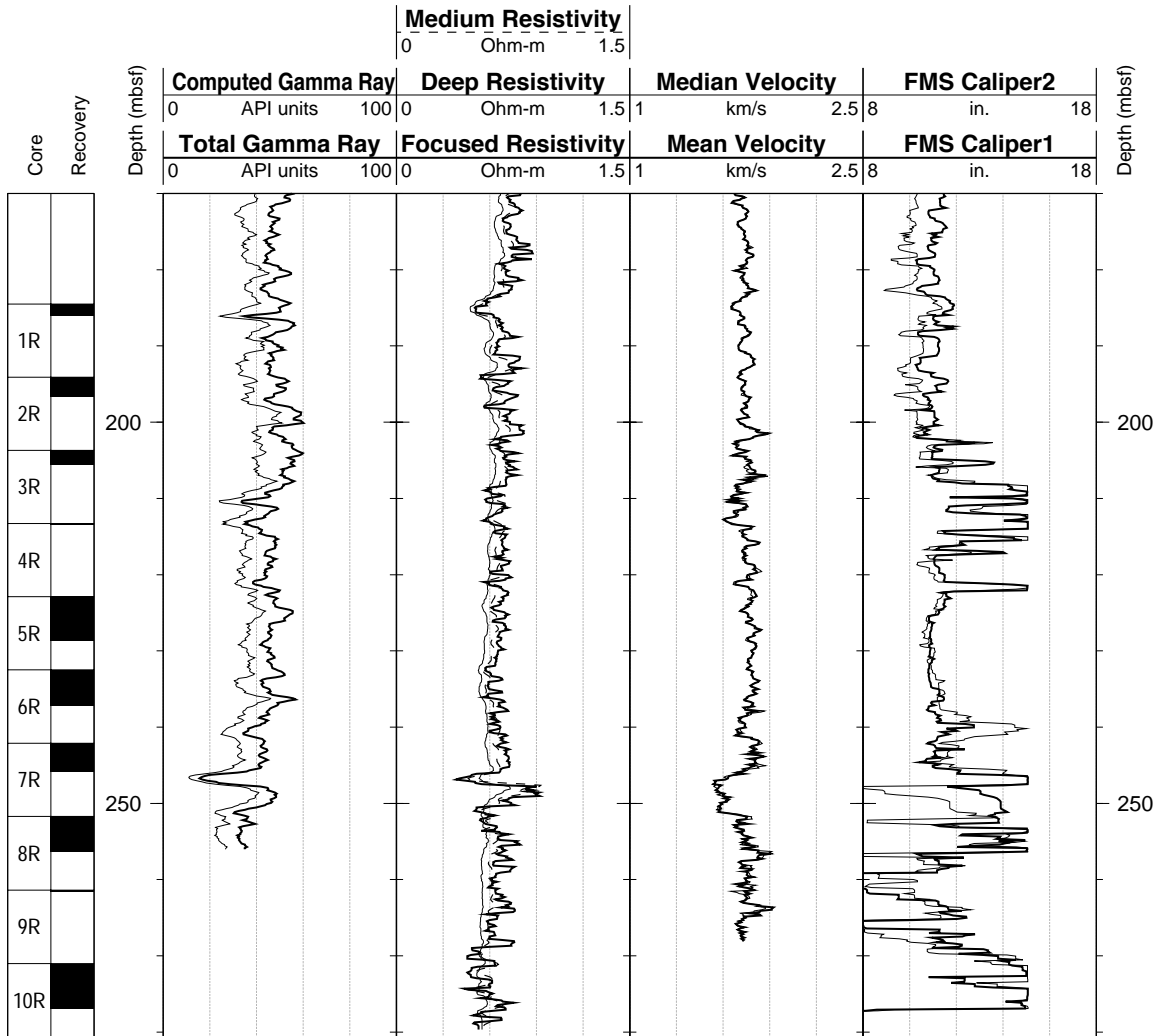 Medium Resistivity
0 Ohm-m 1.5
Computed Gamma Ray Deep Resistivity Median Velocity FMS Caliper2
0 API units 100 0 Ohm-m 1.5 1 km/s 2.5 8 in. 18
Total Gamma Ray Focused Resistivity Mean Velocity FMS Caliper1
0 API units 100 0 Ohm-m 1.5 1 km/s 2.5 8 in. 18
Core
Recovery
Depth (mbsf)
Depth (mbsf)
1R
2R
200 200
3R
4R
5R
6R
7R
250 250
8R
9R
10R